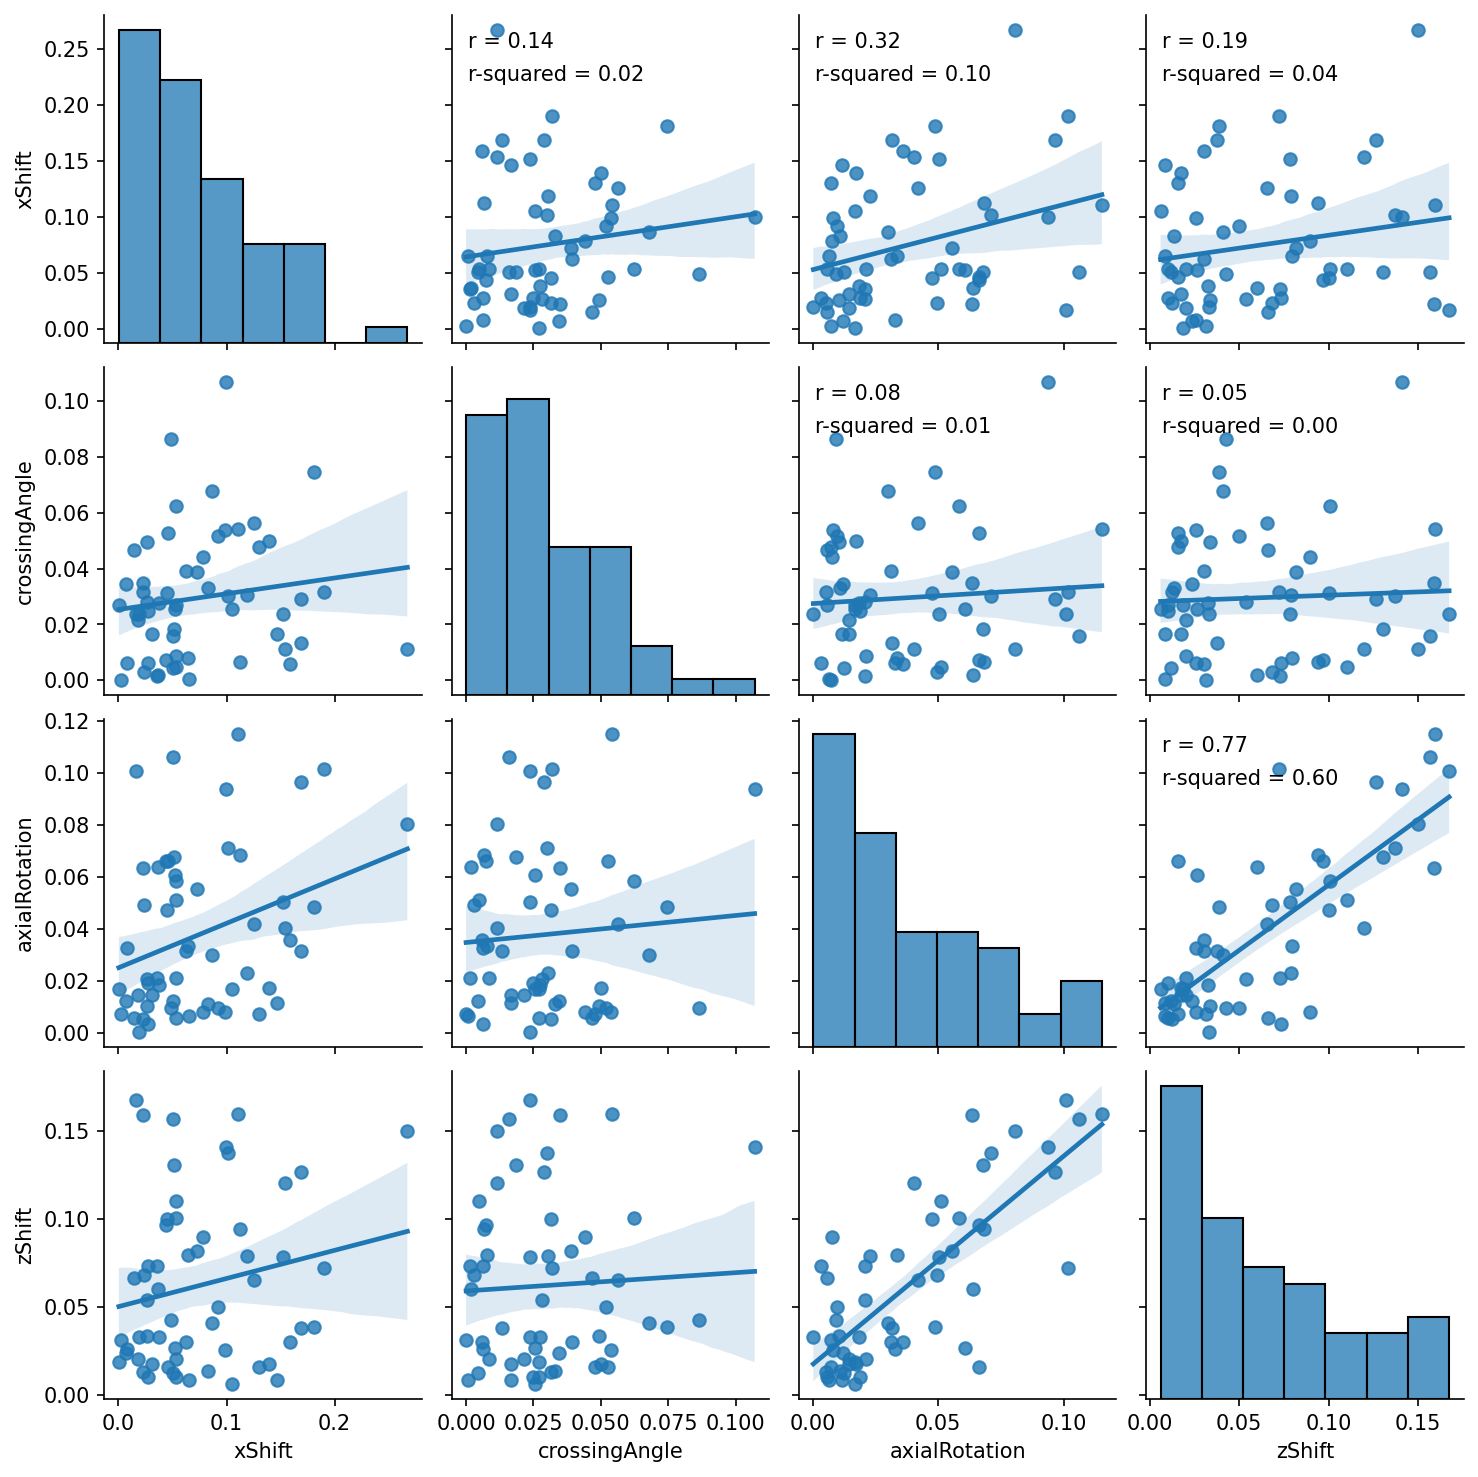 0.25
0.20
0.15
0.10
0.05
0.00
xShift
r = 0.14
r-squared = 0.02
r = 0.32
r-squared = 0.10
r = 0.19
r-squared = 0.04
0.10
0.08
0.06
0.04
0.02
0.00
crossingAngle
r = 0.08
r-squared = 0.01
r = 0.05
r-squared = 0.00
0.12
0.10
0.08
0.06
0.04
0.02
0.00
axialRotation
r = 0.77
r-squared = 0.60
0.15
0.10
0.05
0.00
zShift
0.0 0.1 0.2
xShift
0.000 0.025 0.050 0.075 0.100
crossingAngle
0.00 0.05 0.10
axialRotation
0.00 0.05 0.10 0.15
zShift